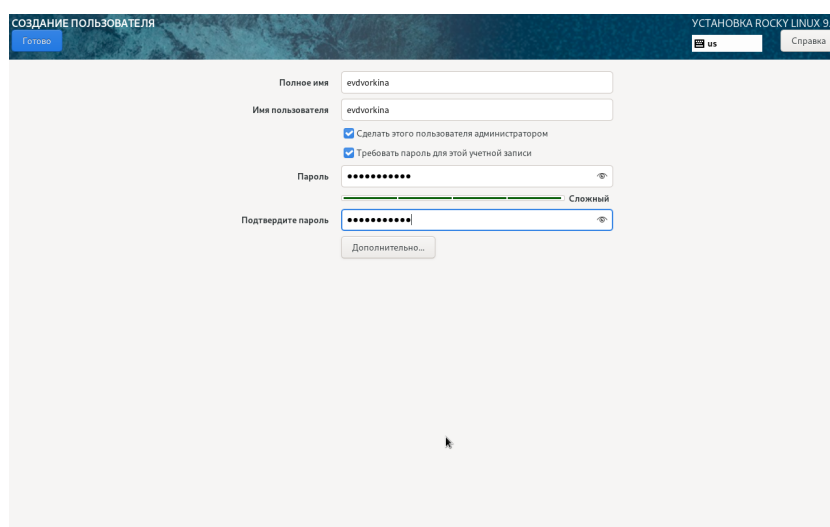 СОЗДАНИЕ ПОЛЬЗОВАТЕЛЯ
УСТАНОВКА ROCKY LINUX 9
Готово
us
Справка
Полное имя
evdvorkina
Имя пользователя
evdvorkina
Сделать этого пользователя администратором
Требовать пароль для этой учетной записи
Пароль
●●●●●●●●●●●
Сложный
Подтвердите пароль
●●●●●●●●●●●
Дополнительно...